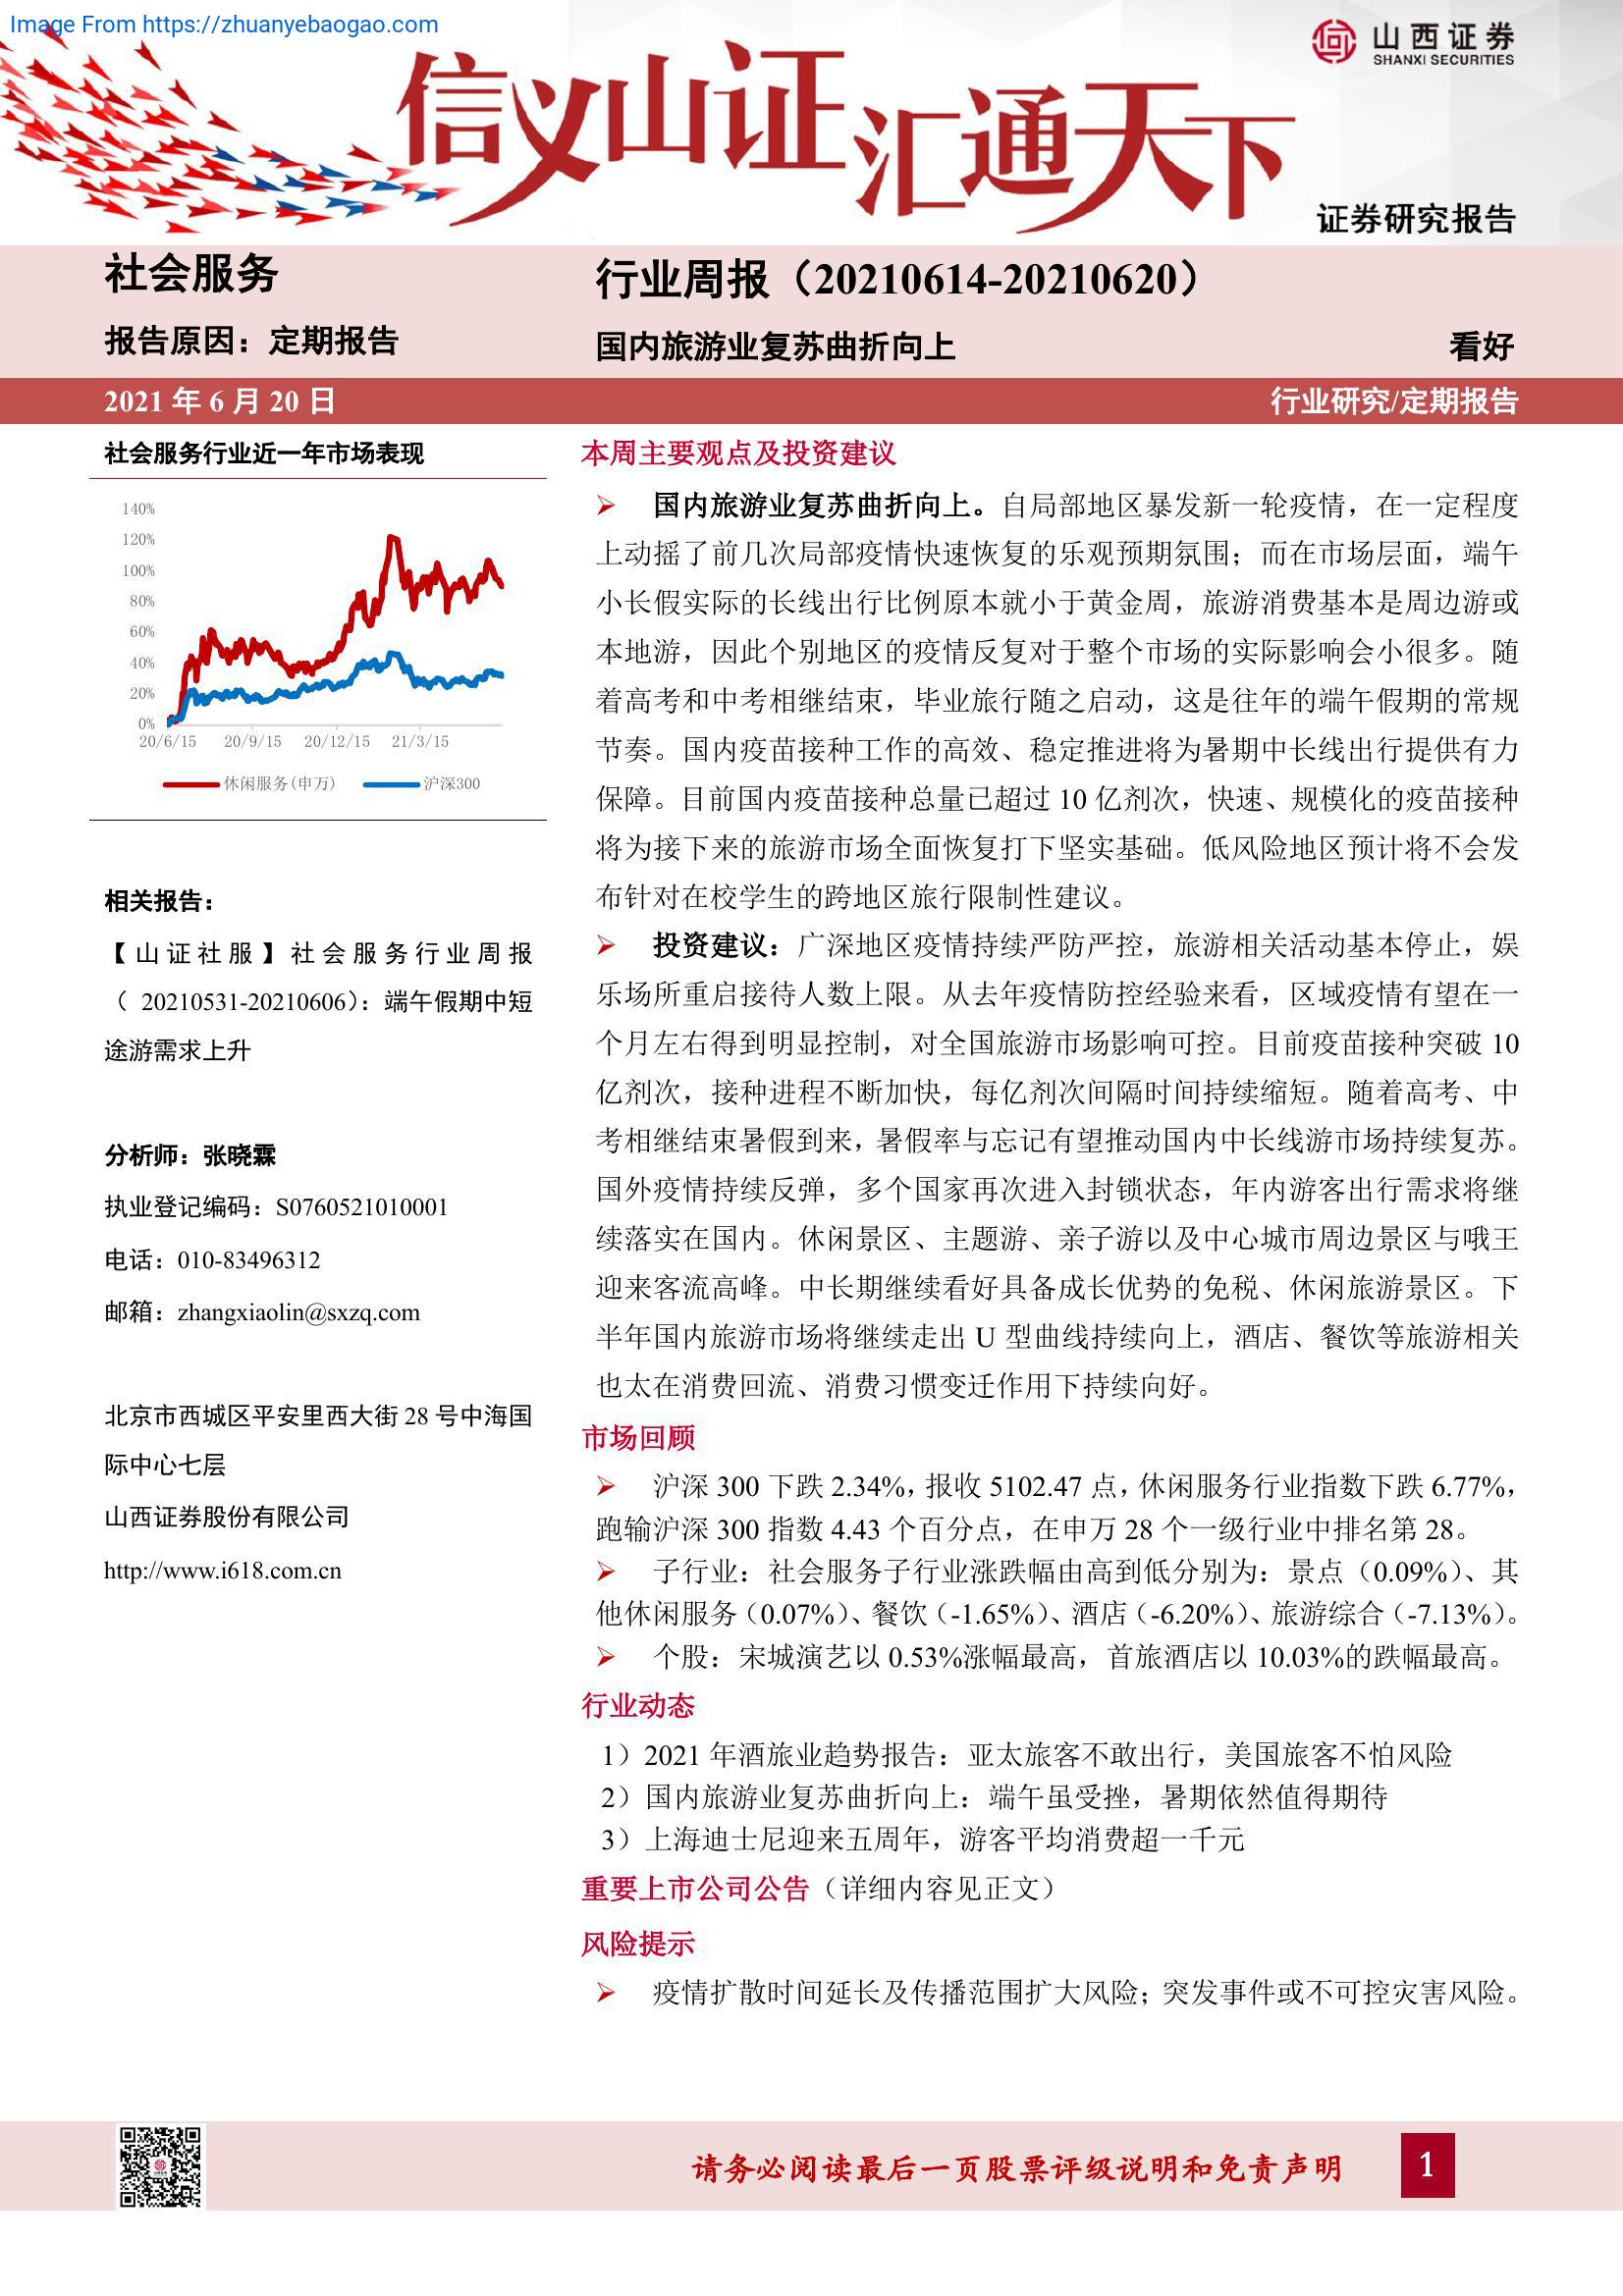 Image From https://zhuanyebaogao.com
信义山证汇通天下
山西证券
SHANXI SECURITIES
证券研究报告
社会服务
报告原因：定期报告
行业周报（20210614-20210620）
国内旅游业复苏曲折向上
看好
2021 年 6 月 20 日
行业研究/定期报告
社会服务行业近一年市场表现
140%
120%
100%
80%
60%
40%
20%
0%
20/6/15 20/9/15 20/12/15 21/3/15
休闲服务(申万) 沪深300
相关报告：
【山证社服】社会服务行业周报
（ 20210531-20210606）：端午假期中短
途游需求上升
分析师：张晓霖
执业登记编码：S0760521010001
电话：010-83496312
邮箱：zhangxiaolin@sxzq.com
北京市西城区平安里西大街 28 号中海国
际中心七层
山西证券股份有限公司
http://www.i618.com.cn
本周主要观点及投资建议
➢ 国内旅游业复苏曲折向上。自局部地区暴发新一轮疫情，在一定程度
上动摇了前几次局部疫情快速恢复的乐观预期氛围；而在市场层面，端午
小长假实际的长线出行比例原本就小于黄金周，旅游消费基本是周边游或
本地游，因此个别地区的疫情反复对于整个市场的实际影响会小很多。随
着高考和中考相继结束，毕业旅行随之启动，这是往年的端午假期的常规
节奏。国内疫苗接种工作的高效、稳定推进将为暑期中长线出行提供有力
保障。目前国内疫苗接种总量已超过 10 亿剂次，快速、规模化的疫苗接种
将为接下来的旅游市场全面恢复打下坚实基础。低风险地区预计将不会发
布针对在校学生的跨地区旅行限制性建议。
➢ 投资建议：广深地区疫情持续严防严控，旅游相关活动基本停止，娱
乐场所重启接待人数上限。从去年疫情防控经验来看，区域疫情有望在一
个月左右得到明显控制，对全国旅游市场影响可控。目前疫苗接种突破 10
亿剂次，接种进程不断加快，每亿剂次间隔时间持续缩短。随着高考、中
考相继结束暑假到来，暑假率与忘记有望推动国内中长线游市场持续复苏。
国外疫情持续反弹，多个国家再次进入封锁状态，年内游客出行需求将继
续落实在国内。休闲景区、主题游、亲子游以及中心城市周边景区与哦王
迎来客流高峰。中长期继续看好具备成长优势的免税、休闲旅游景区。下
半年国内旅游市场将继续走出 U 型曲线持续向上，酒店、餐饮等旅游相关
也太在消费回流、消费习惯变迁作用下持续向好。
市场回顾
➢ 沪深 300 下跌 2.34%，报收 5102.47 点，休闲服务行业指数下跌 6.77%，
跑输沪深 300 指数 4.43 个百分点，在申万 28 个一级行业中排名第 28。
➢ 子行业：社会服务子行业涨跌幅由高到低分别为：景点（0.09%）、其
他休闲服务（0.07%）、餐饮（-1.65%）、酒店（-6.20%）、旅游综合（-7.13%）。
➢ 个股：宋城演艺以 0.53%涨幅最高，首旅酒店以 10.03%的跌幅最高。
行业动态
1）2021 年酒旅业趋势报告：亚太旅客不敢出行，美国旅客不怕风险
2）国内旅游业复苏曲折向上：端午虽受挫，暑期依然值得期待
3）上海迪士尼迎来五周年，游客平均消费超一千元
重要上市公司公告（详细内容见正文）
风险提示
➢ 疫情扩散时间延长及传播范围扩大风险；突发事件或不可控灾害风险。
请务必阅读最后一页股票评级说明和免责声明
1